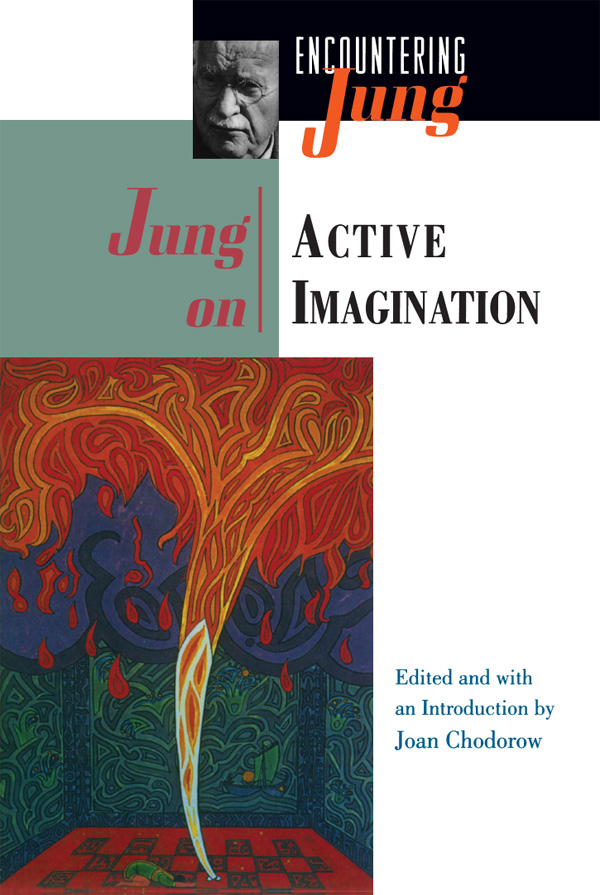 ENCOUNTERING
Jung
Jung
on
ACTIVE
IMAGINATION
Edited and with
an Introduction by
Joan Chodorow